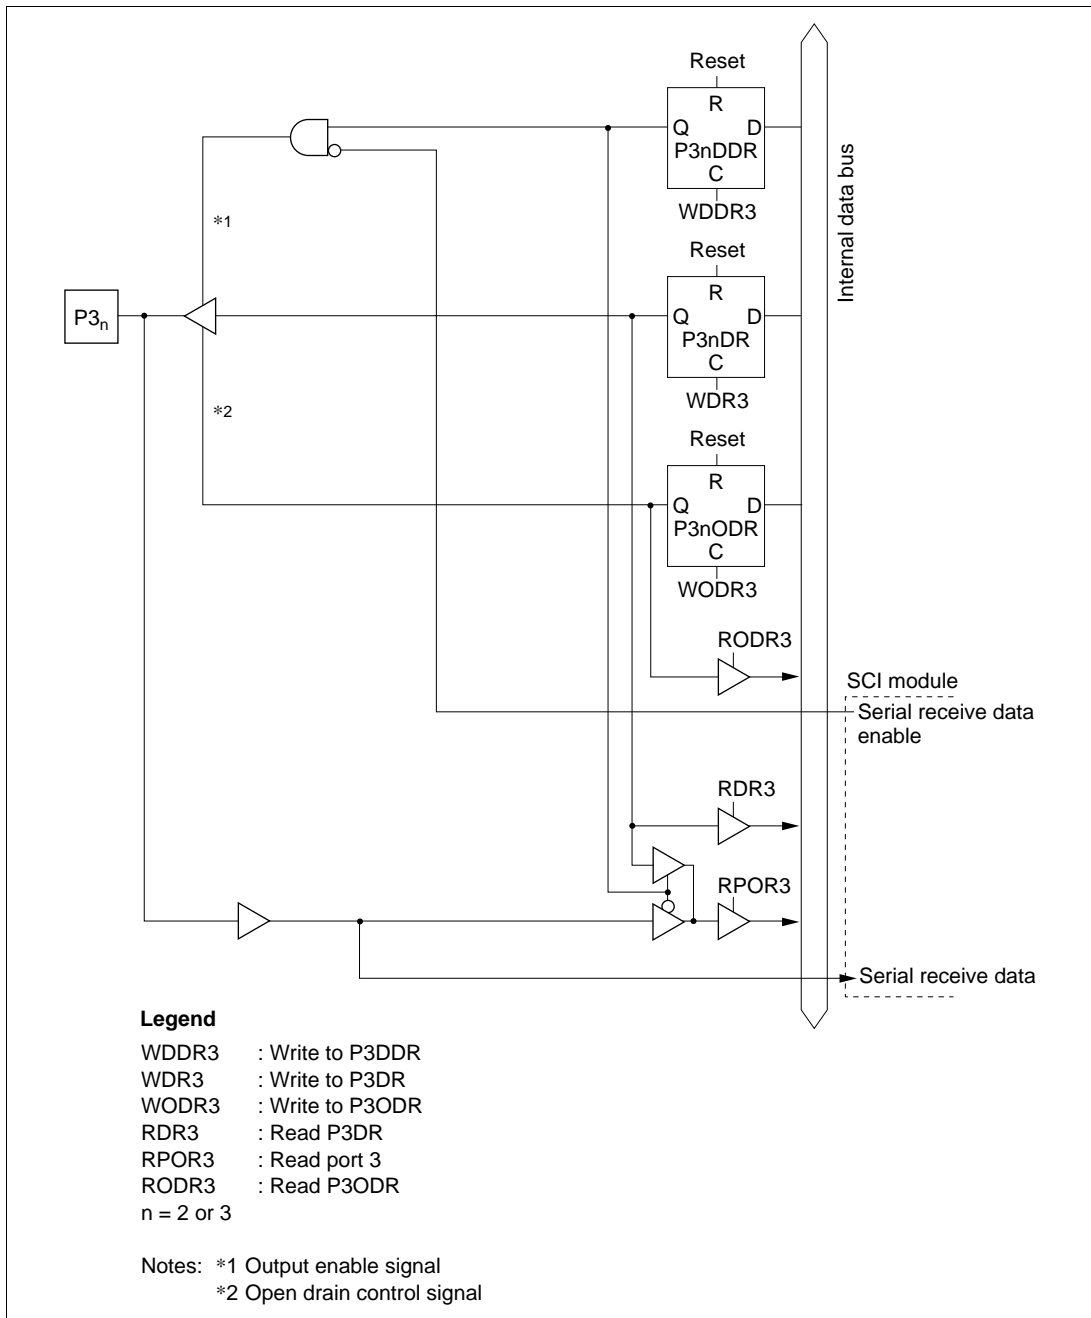 Reset
R
Q D
P3nDDR
C
WDDR3
Internal data bus
*1
Reset
R
P3n
Q D
P3nDR
C
WDR3
*2
Reset
R
Q D
P3nODR
C
WODR3
RODR3
SCI module
Serial receive data
enable
RDR3
RPOR3
Serial receive data
Legend
WDDR3 : Write to P3DDR
WDR3 : Write to P3DR
WODR3 : Write to P3ODR
RDR3 : Read P3DR
RPOR3 : Read port 3
RODR3 : Read P3ODR
n = 2 or 3
Notes: *1 Output enable signal
*2 Open drain control signal